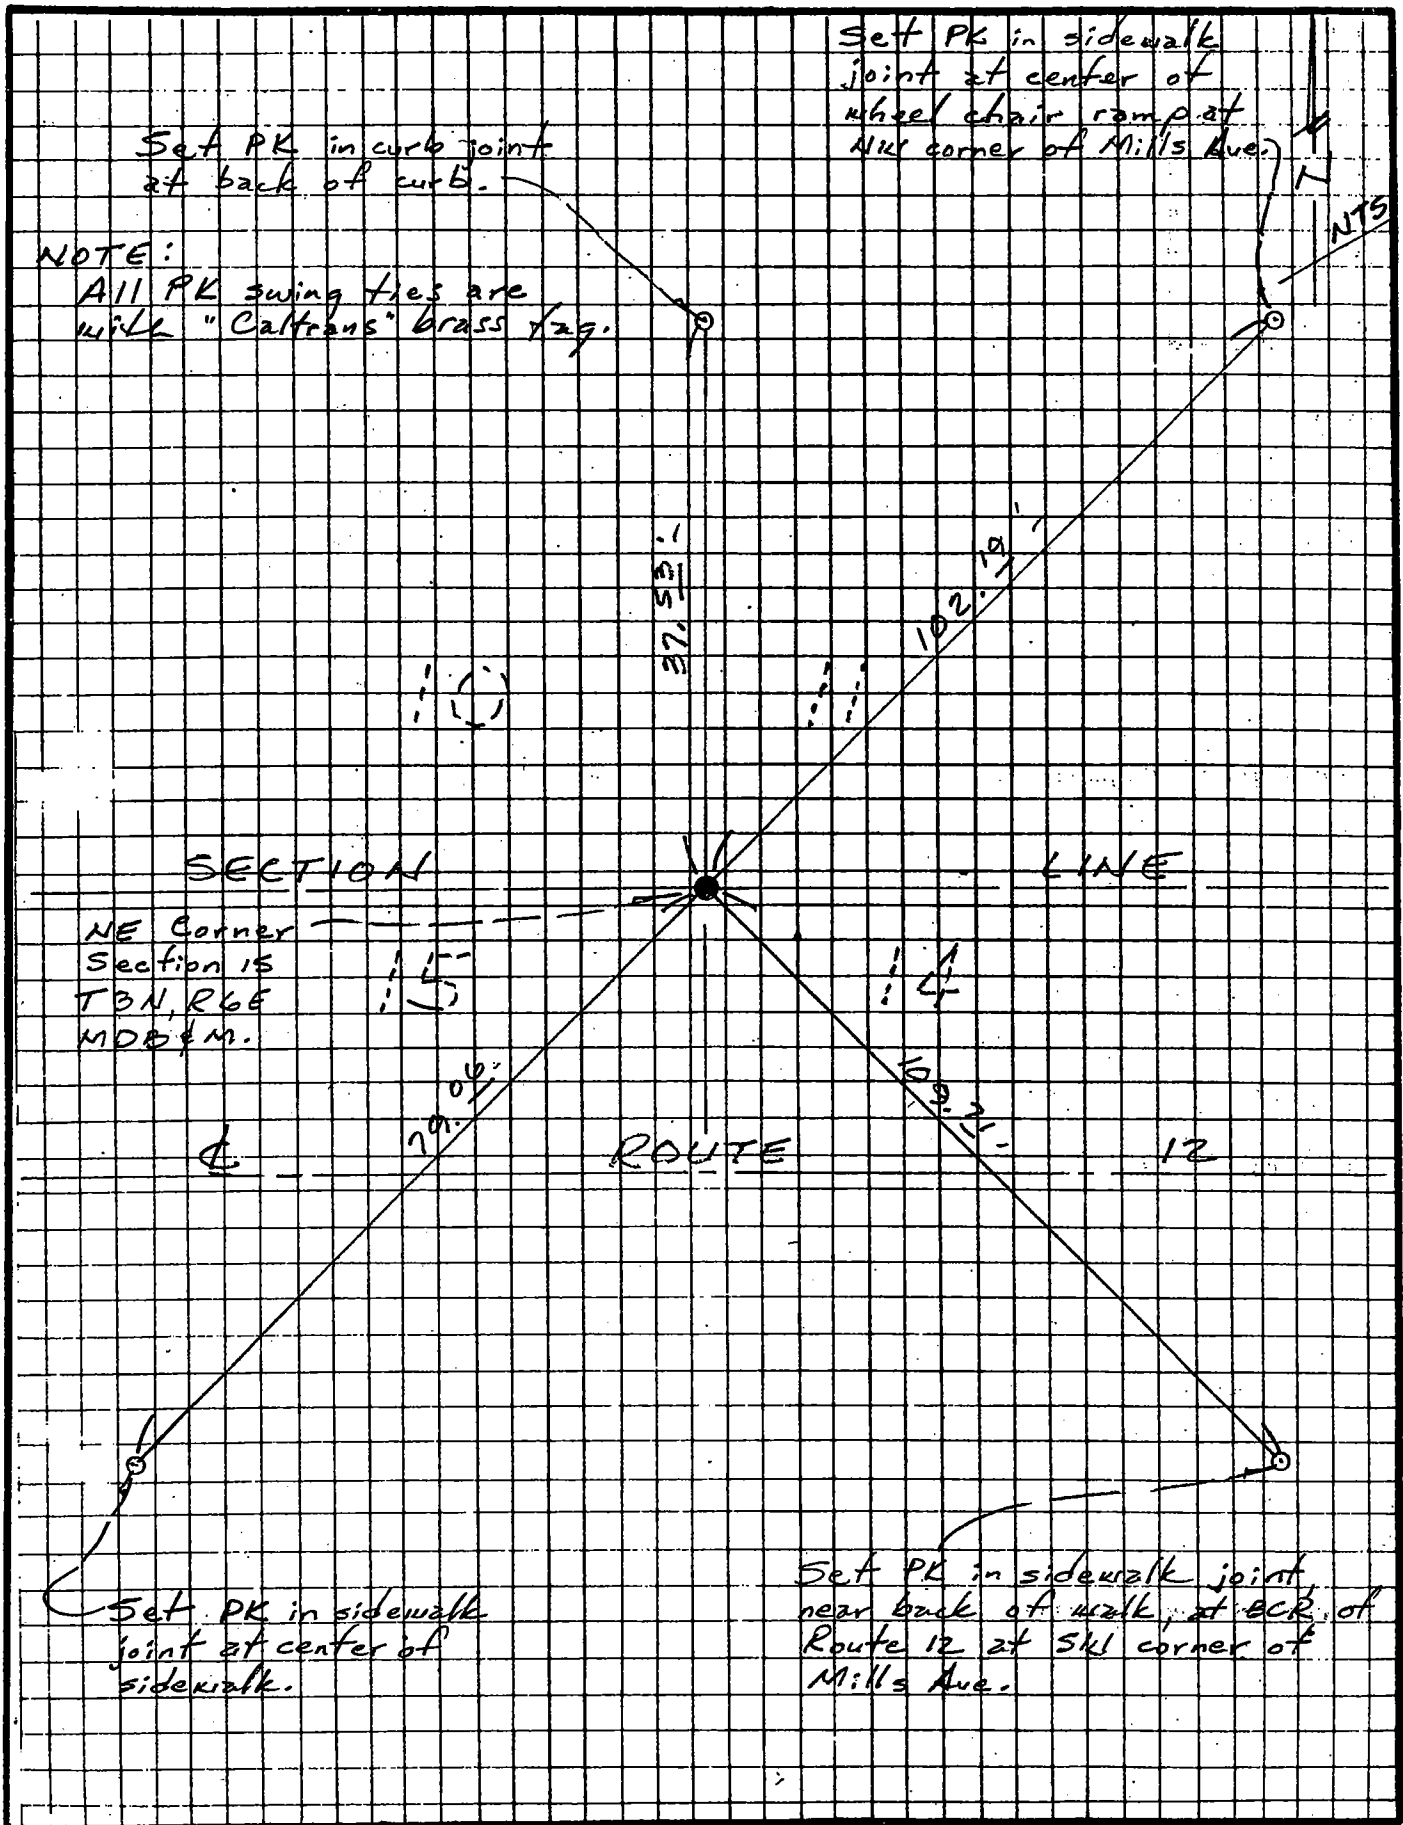 Set PK in sidewalk
joint at center of
wheel chair ramp at
NW corner of Mills Ave.
Set PK in curb joint
at back of curb.
NTS
NOTE:
All PK swing ties are
with "Caltrans" brass tag.
37.53'
102.19'
10
11
SECTION LINE
NE Corner
Section 15
T3N, R6E
MDB & M.
15
14
79.06'
109.21'
℄ ROUTE 12
Set PK in sidewalk
joint at center of
sidewalk.
Set PK in sidewalk joint,
near back of walk, at BCR of
Route 12 at SW corner of
Mills Ave.